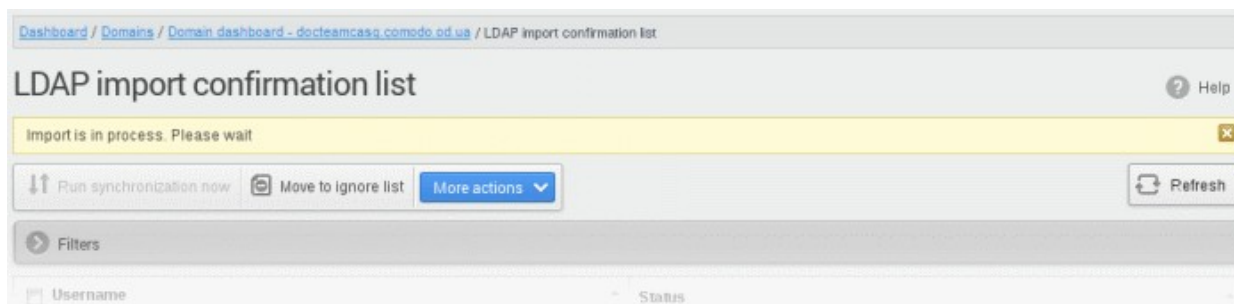 Dashboard / Domains / Domain dashboard - docteamcasg.comodo.od.ua / LDAP import confirmation list
LDAP import confirmation list
Help
Import is in process. Please wait
Run synchronization now
Move to ignore list
More actions
Refresh
Filters
Username
Status